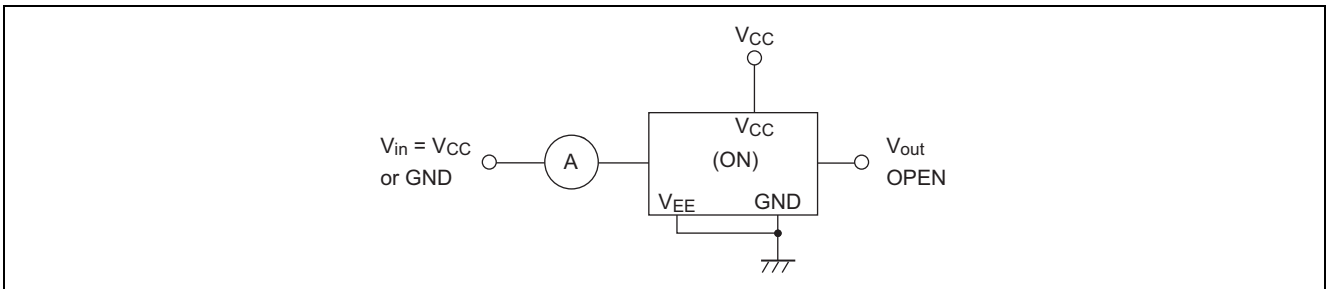 VCC
VCC
Vin = VCC
or GND
A
(ON)
Vout
OPEN
VEE
GND